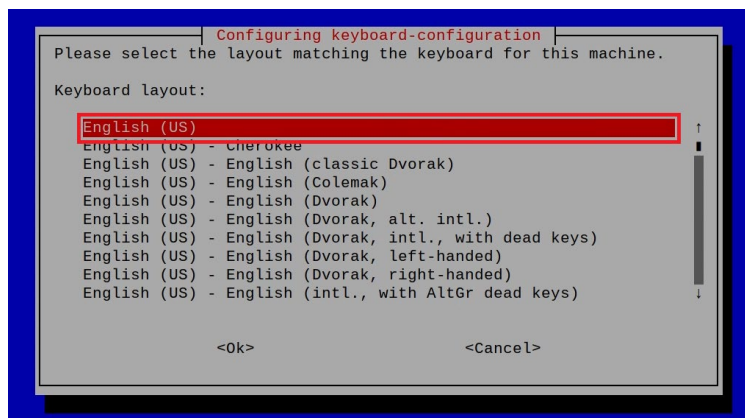 Configuring keyboard-configuration
Please select the layout matching the keyboard for this machine.
Keyboard layout:
English (US)
English (US) - Cherokee
English (US) - English (classic Dvorak)
English (US) - English (Colemak)
English (US) - English (Dvorak)
English (US) - English (Dvorak, alt. intl.)
English (US) - English (Dvorak, intl., with dead keys)
English (US) - English (Dvorak, left-handed)
English (US) - English (Dvorak, right-handed)
English (US) - English (intl., with AltGr dead keys)
<Ok> <Cancel>